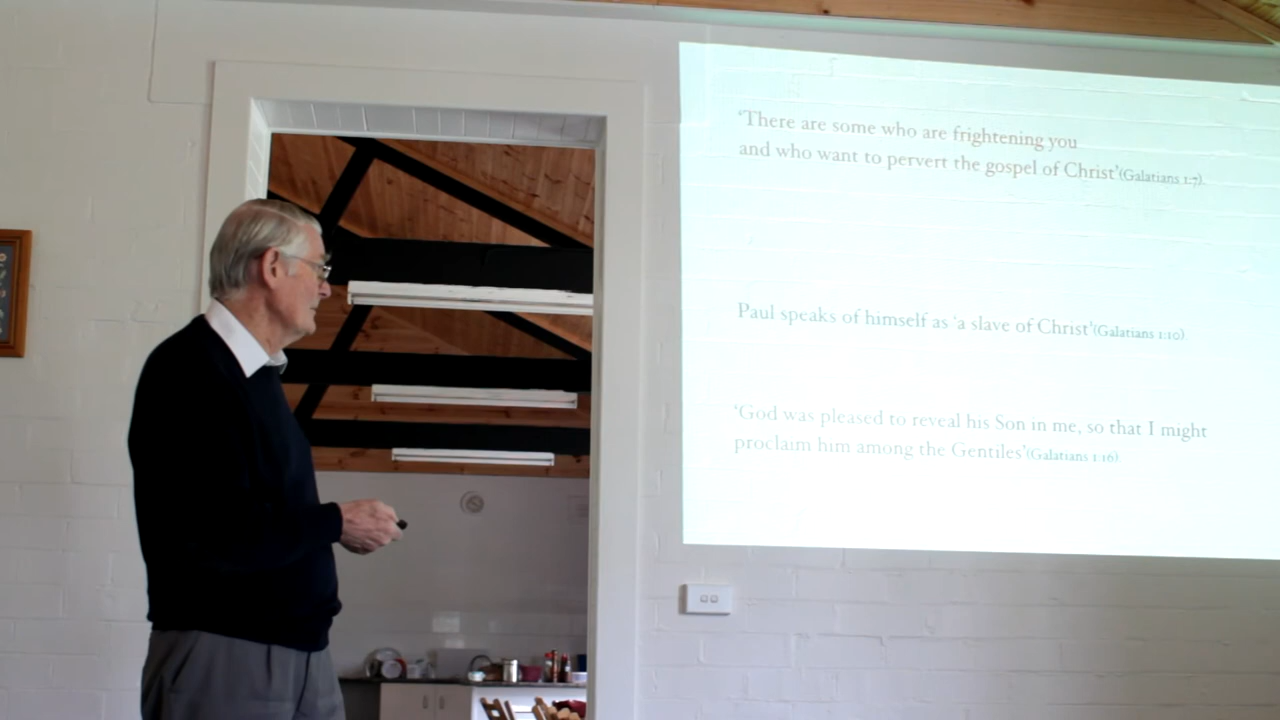 ‘There are some who are frightening you
and who want to pervert the gospel of Christ’(Galatians 1:7)
Paul speaks of himself as ‘a slave of Christ’(Galatians 1:10)
‘God was pleased to reveal his Son in me, so that I might
proclaim him among the Gentiles’(Galatians 1:16)